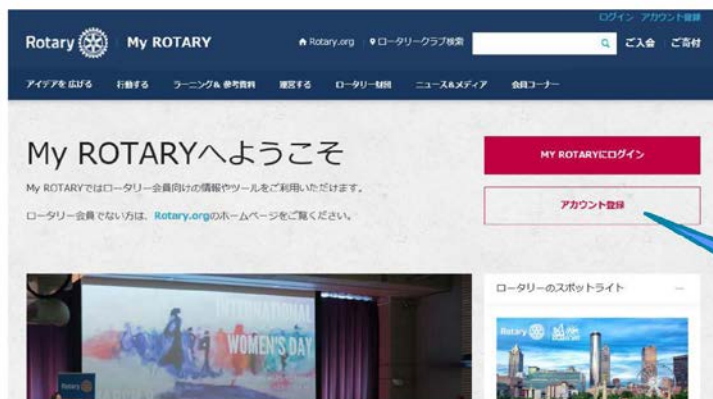 ログイン アカウント登録
Rotary My ROTARY Rotary.org ロータリークラブ検索 ご入会 ご寄付
アイデアを広げる 行動する ラーニング&参考資料 運営する ロータリー財団 ニュース&メディア 会員コーナー
My ROTARYへようこそ
My ROTARYではロータリー会員向けの情報やツールをご利用いただけます。
ロータリー会員でない方は、Rotary.orgのホームページをご覧ください。
MY ROTARYにログイン
アカウント登録
ロータリーのスポットライト
INTERNATIONAL
WOMEN'S DAY
Rotary
Rotary